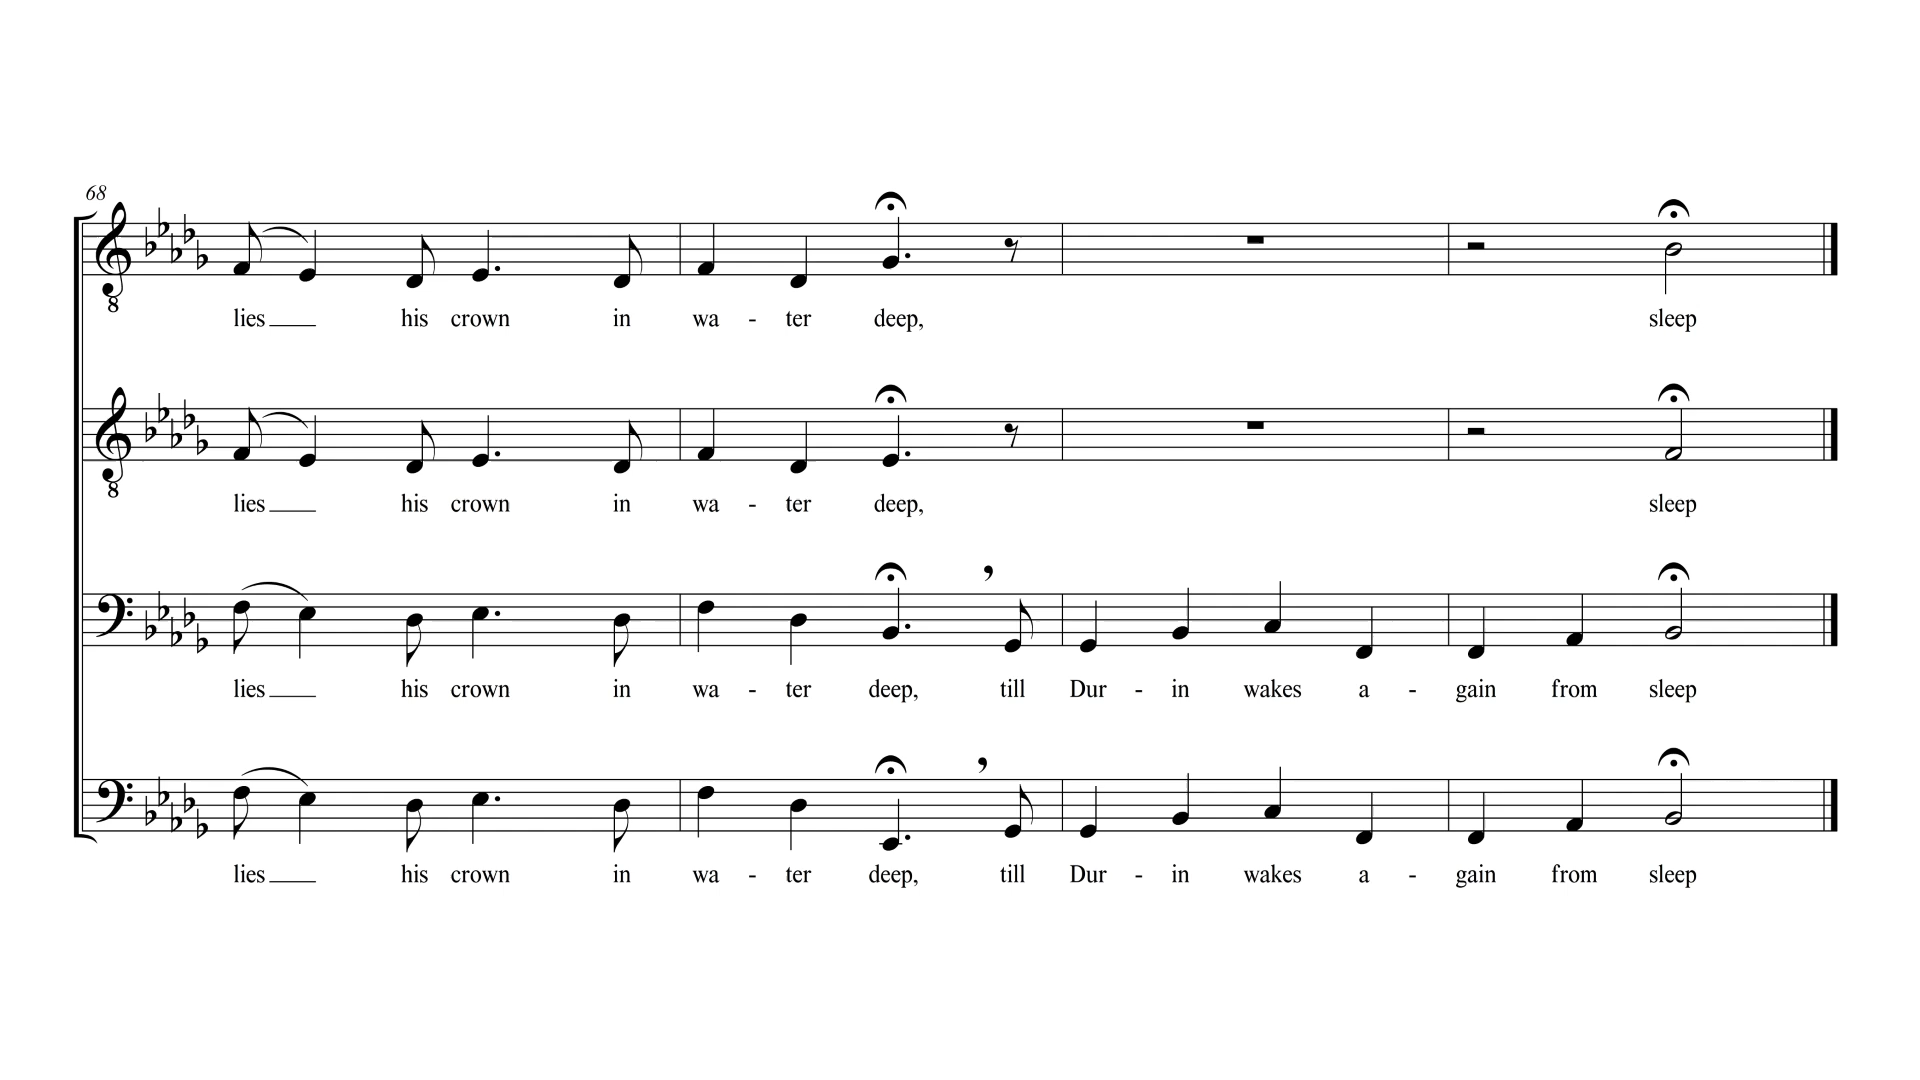 68
8
lies his crown in wa - ter deep, sleep
8
lies his crown in wa - ter deep, sleep
lies his crown in wa - ter deep, till Dur - in wakes a - gain from sleep
lies his crown in wa - ter deep, till Dur - in wakes a - gain from sleep